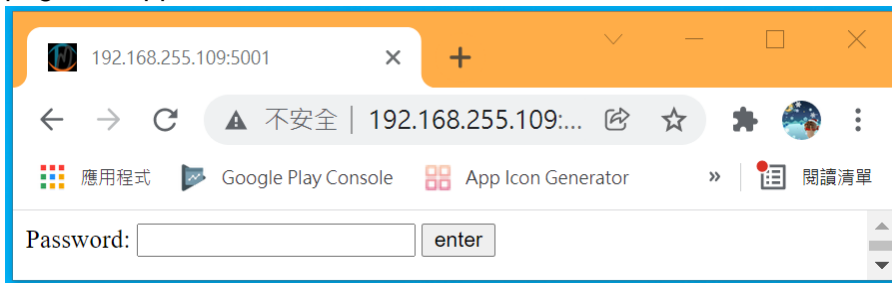 192.168.255.109:5001
不安全 | 192.168.255.109:...
應用程式 Google Play Console App Icon Generator » 閱讀清單
Password: enter